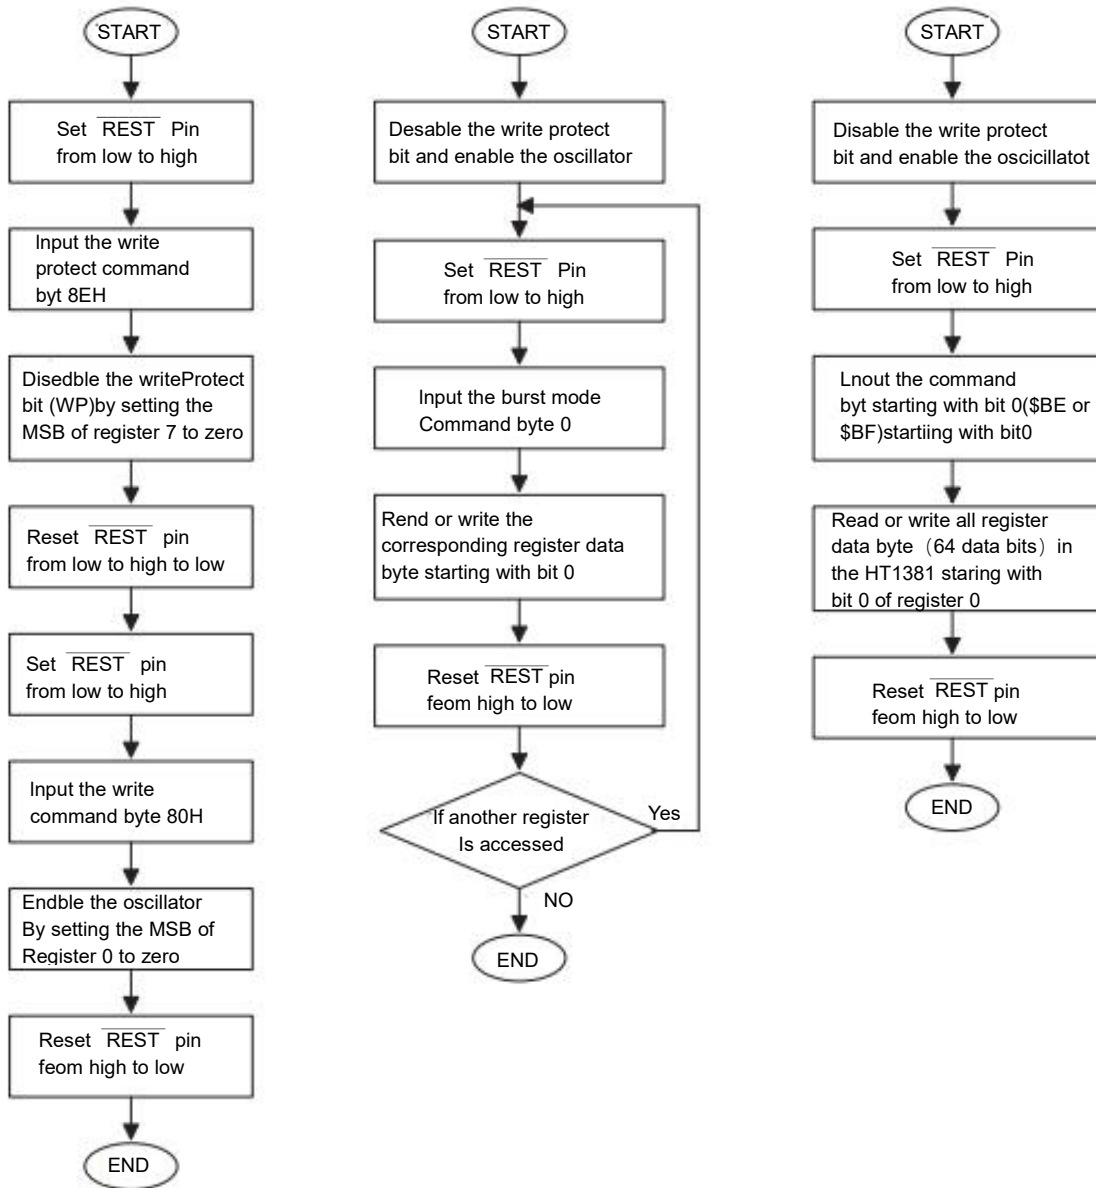 START
Set REST Pin
from low to high
Input the write
protect command
byt 8EH
Disedble the writeProtect
bit (WP)by setting the
MSB of register 7 to zero
Reset REST pin
from low to high to low
Set REST pin
from low to high
Input the write
command byte 80H
Endble the oscillator
By setting the MSB of
Register 0 to zero
Reset REST pin
feom high to low
END
START
Desable the write protect
bit and enable the oscillator
Set REST Pin
from low to high
Input the burst mode
Command byte 0
Rend or write the
corresponding register data
byte starting with bit 0
Reset REST pin
feom high to low
If another register
Is accessed
Yes
NO
END
START
Disable the write protect
bit and enable the oscicillatot
Set REST Pin
from low to high
Lnout the command
byt starting with bit 0($BE or
$BF)startiing with bit0
Read or write all register
data byte（64 data bits）in
the HT1381 staring with
bit 0 of register 0
Reset REST pin
feom high to low
END